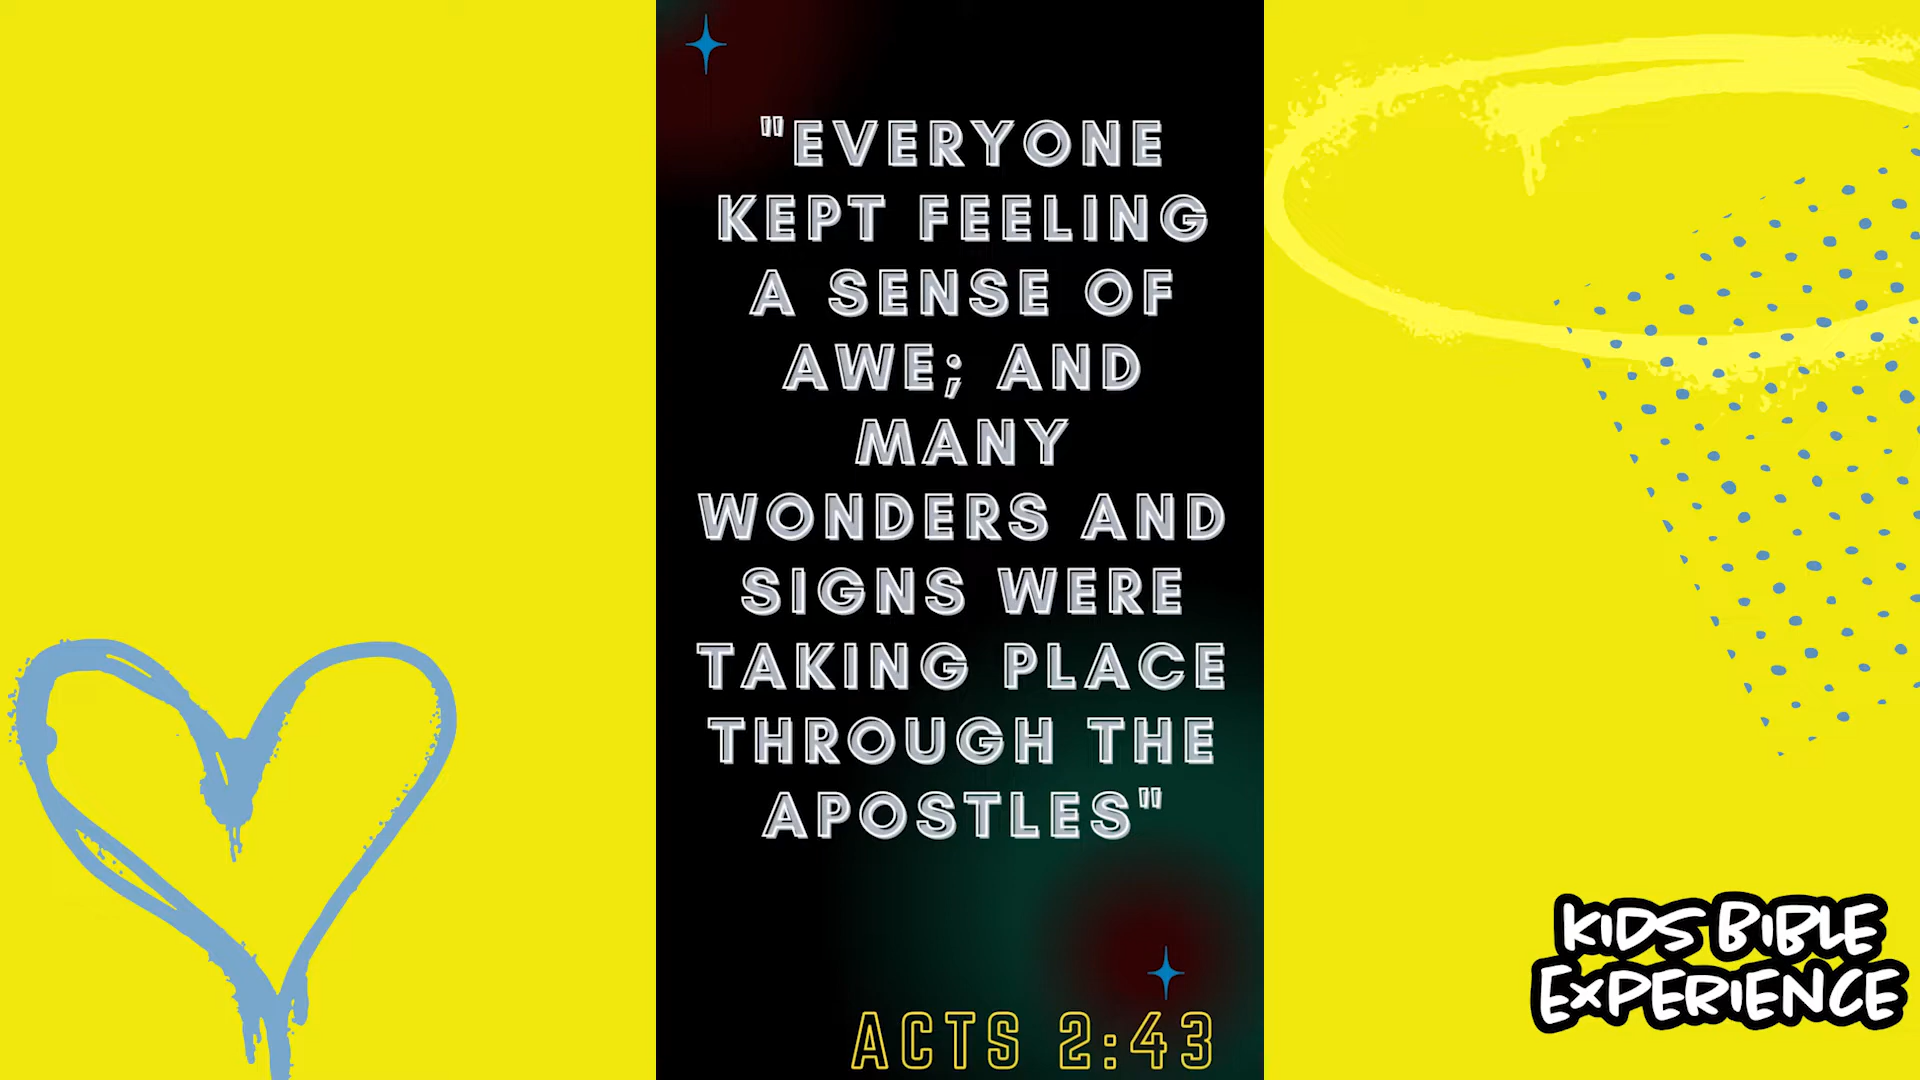 "EVERYONE
KEPT FEELING
A SENSE OF
AWE; AND
MANY
WONDERS AND
SIGNS WERE
TAKING PLACE
THROUGH THE
APOSTLES"
ACTS 2:43
KIDS BIBLE
EXPERIENCE